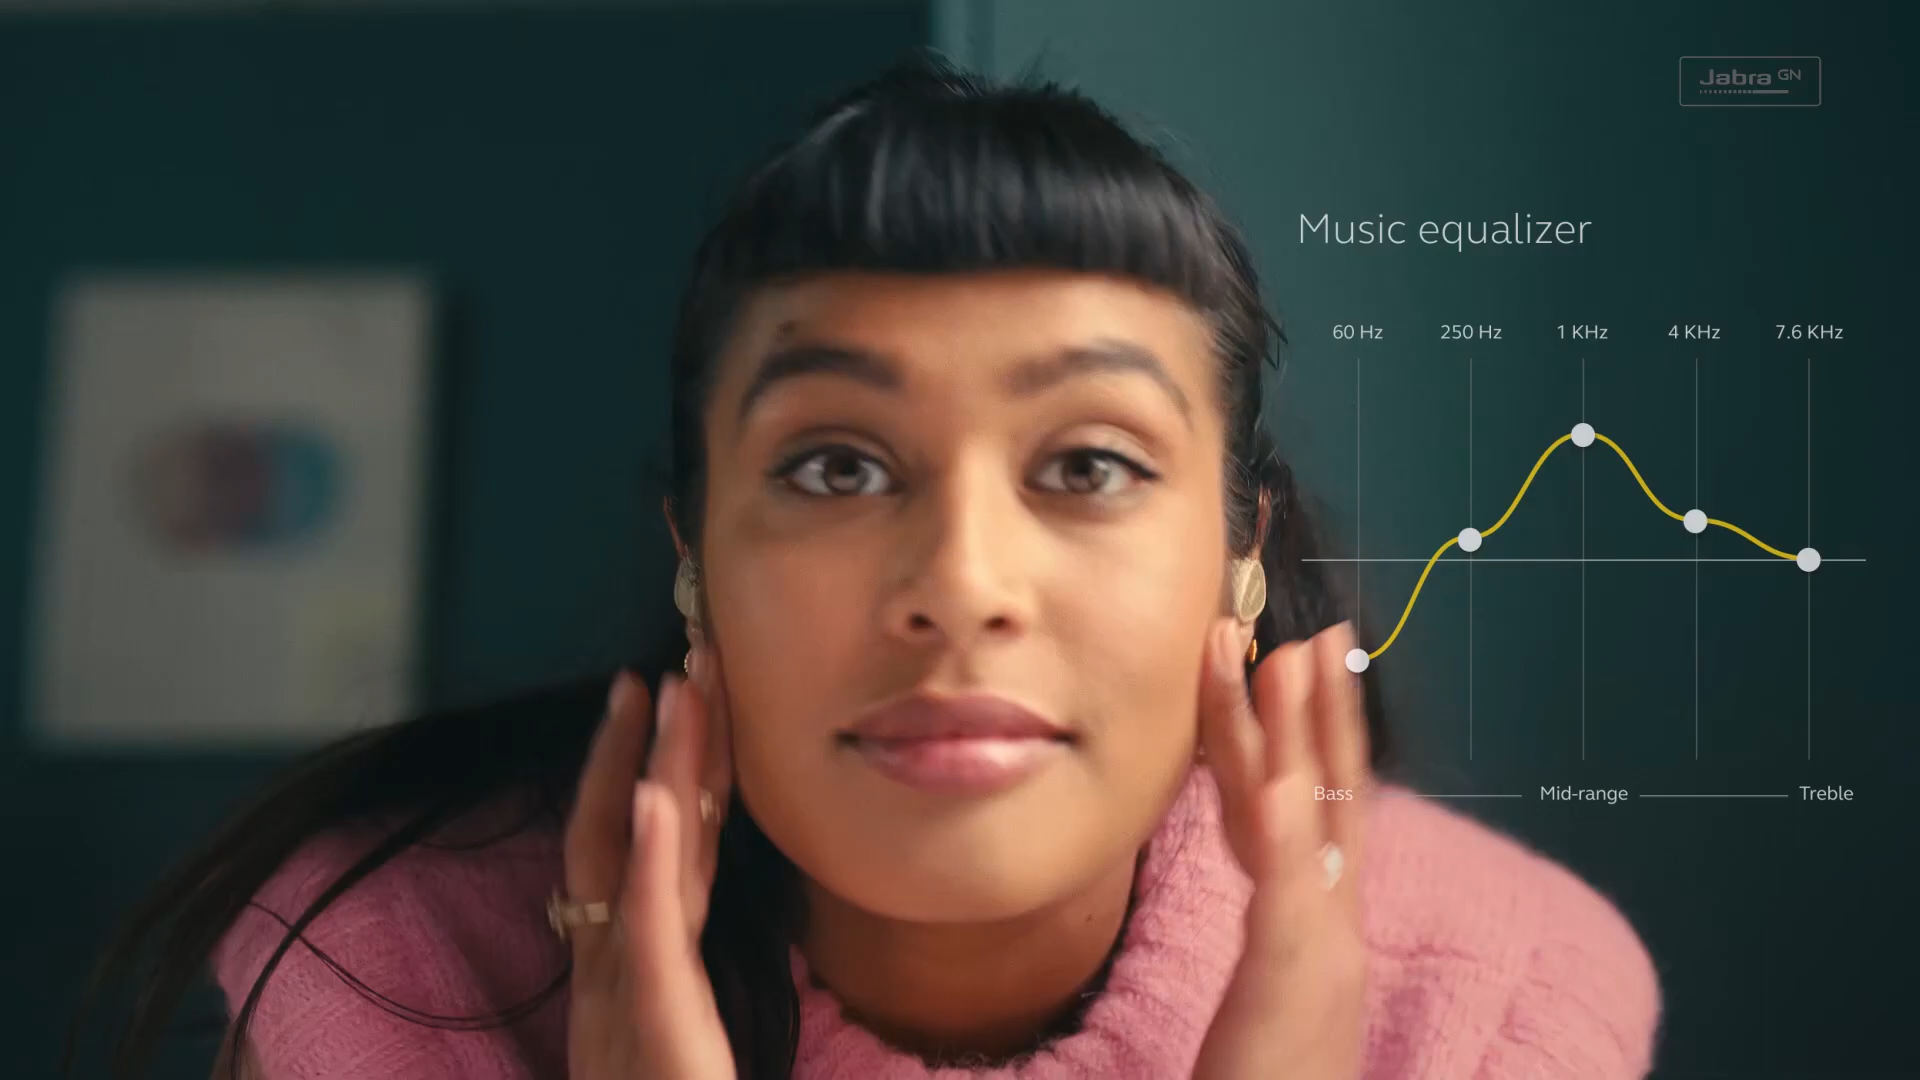 Jabra GN
Music equalizer
60 Hz 250 Hz 1 KHz 4 KHz 7.6 KHz
Bass Mid-range Treble